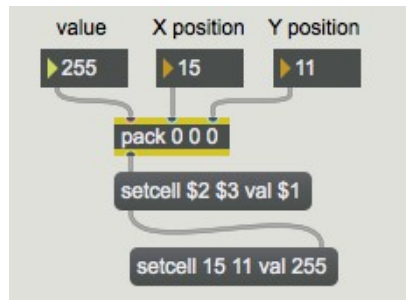 value X position Y position
255 15 11
pack 0 0 0
setcell $2 $3 val $1
setcell 15 11 val 255